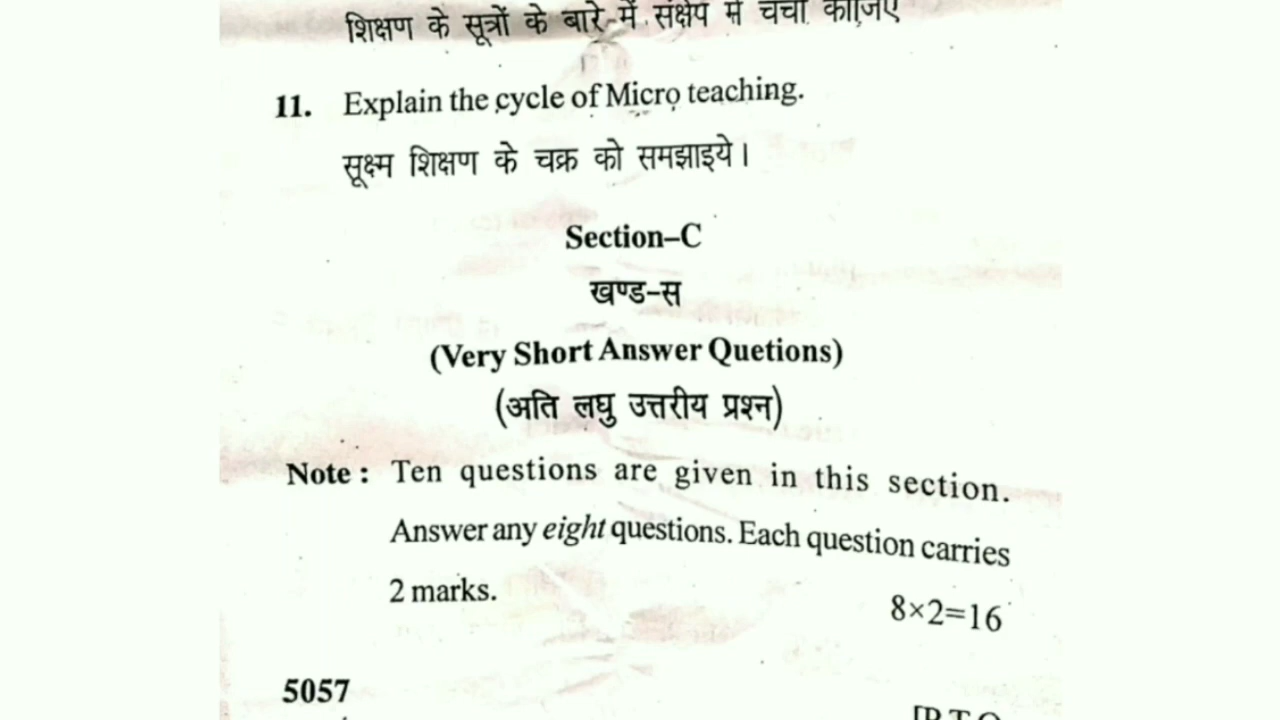 शिक्षण के सूत्रों के बारे में संक्षेप में चर्चा कीजिए
11. Explain the cycle of Micro teaching.
सूक्ष्म शिक्षण के चक्र को समझाइये।
Section–C
खण्ड-स
(Very Short Answer Quetions)
(अति लघु उत्तरीय प्रश्न)
Note : Ten questions are given in this section.
Answer any eight questions. Each question carries
2 marks.
8×2=16
5057
[P.T.O.